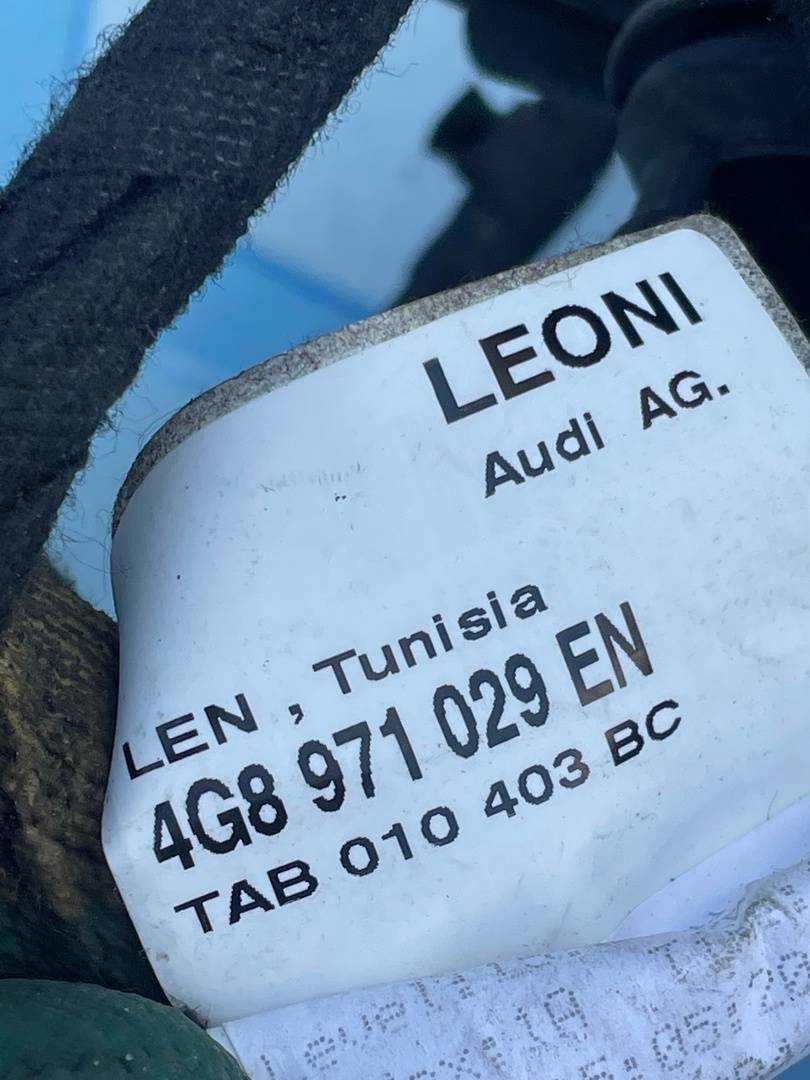 LEONI
Audi AG.
LEN , Tunisia
4G8 971 029 EN
TAB 010 403 BC